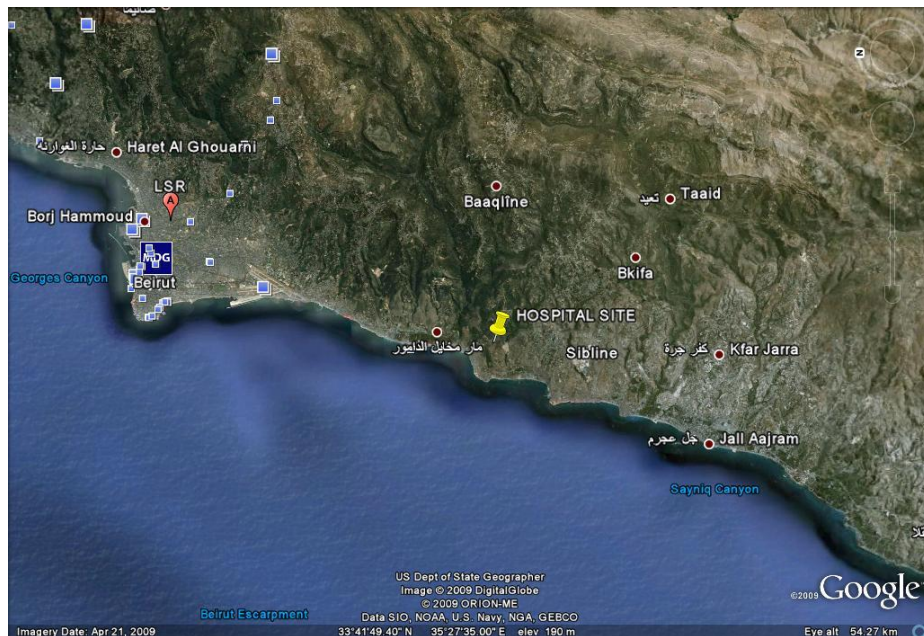 صاليما
N
حارة الغوارنه Haret Al Ghouarni
LSR
A
Baaqlîne
تعيد Taaid
Borj Hammoud
MDG
Bkifa
Georges Canyon
Beirut
HOSPITAL SITE
مار مخايل الدامور
Sibline
كفر جرة Kfar Jarra
جل عجرم Jall Aajram
Sayniq Canyon
US Dept of State Geographer
Image © 2009 DigitalGlobe
© 2009 ORION-ME
Data SIO, NOAA, U.S. Navy, NGA, GEBCO
©2009 Google
Beirut Escarpment
Imagery Date: Apr 21, 2009 33°41'49.40" N 35°27'35.00" E elev 190 m Eye alt 54.27 km